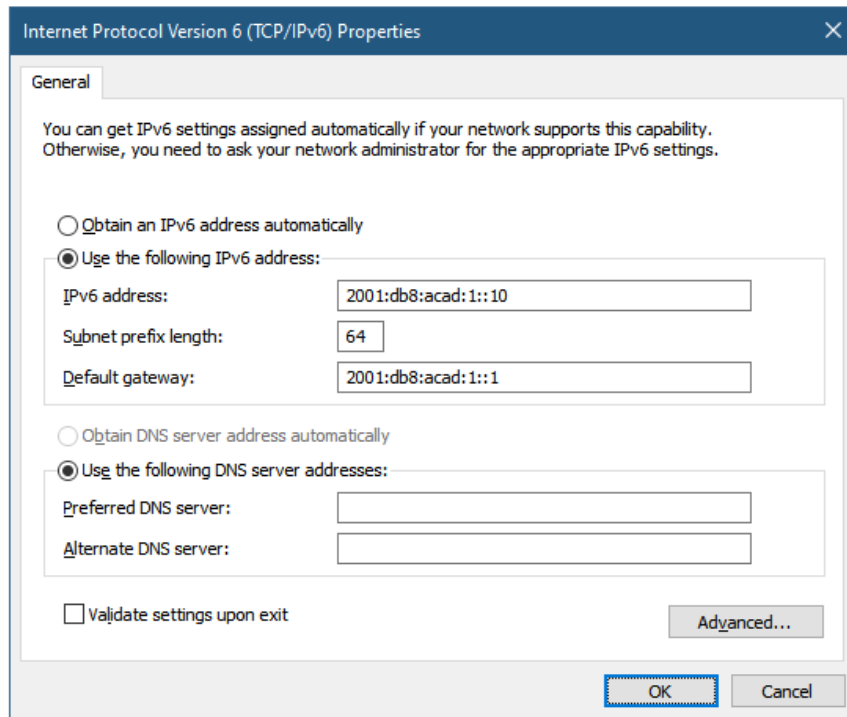 Internet Protocol Version 6 (TCP/IPv6) Properties
General
You can get IPv6 settings assigned automatically if your network supports this capability.
Otherwise, you need to ask your network administrator for the appropriate IPv6 settings.
Obtain an IPv6 address automatically
Use the following IPv6 address:
IPv6 address: 2001:db8:acad:1::10
Subnet prefix length: 64
Default gateway: 2001:db8:acad:1::1
Obtain DNS server address automatically
Use the following DNS server addresses:
Preferred DNS server:
Alternate DNS server:
Validate settings upon exit
Advanced...
OK Cancel